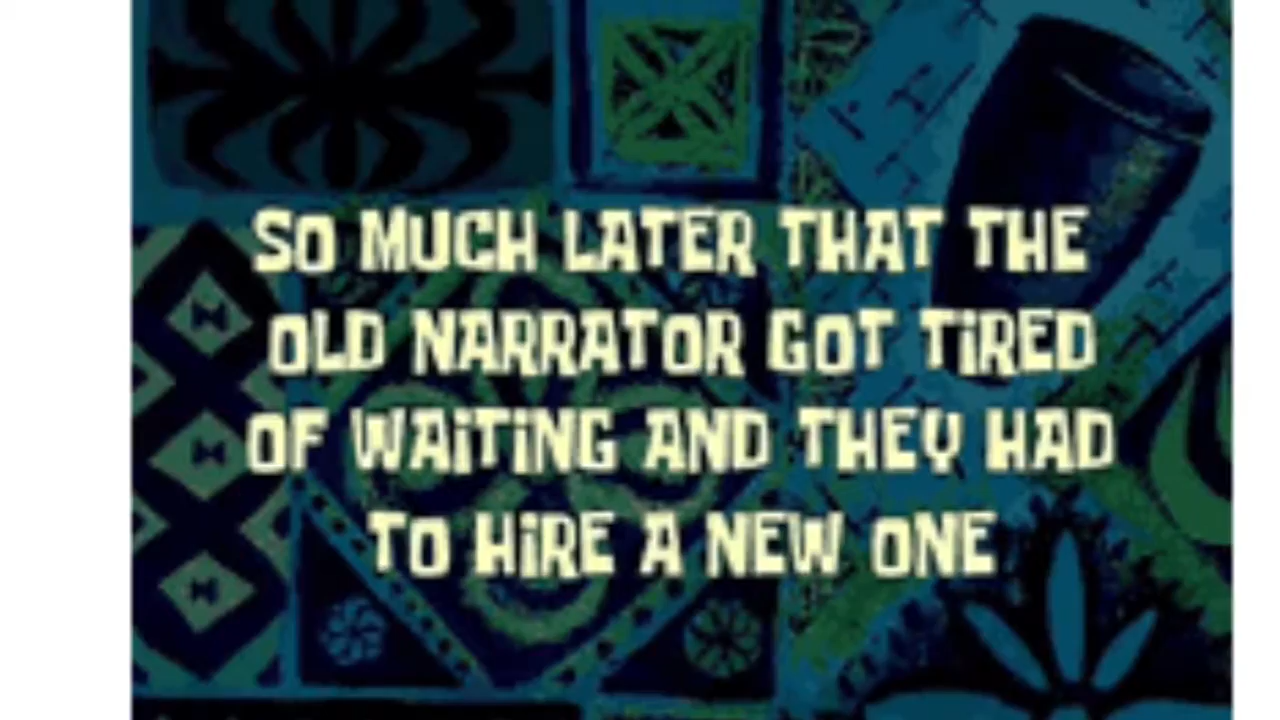 SO MUCH LATER THAT THE
OLD NARRATOR GOT TiRED
OF WAiTiNG AND THEY HAD
TO HiRE A NEW ONE